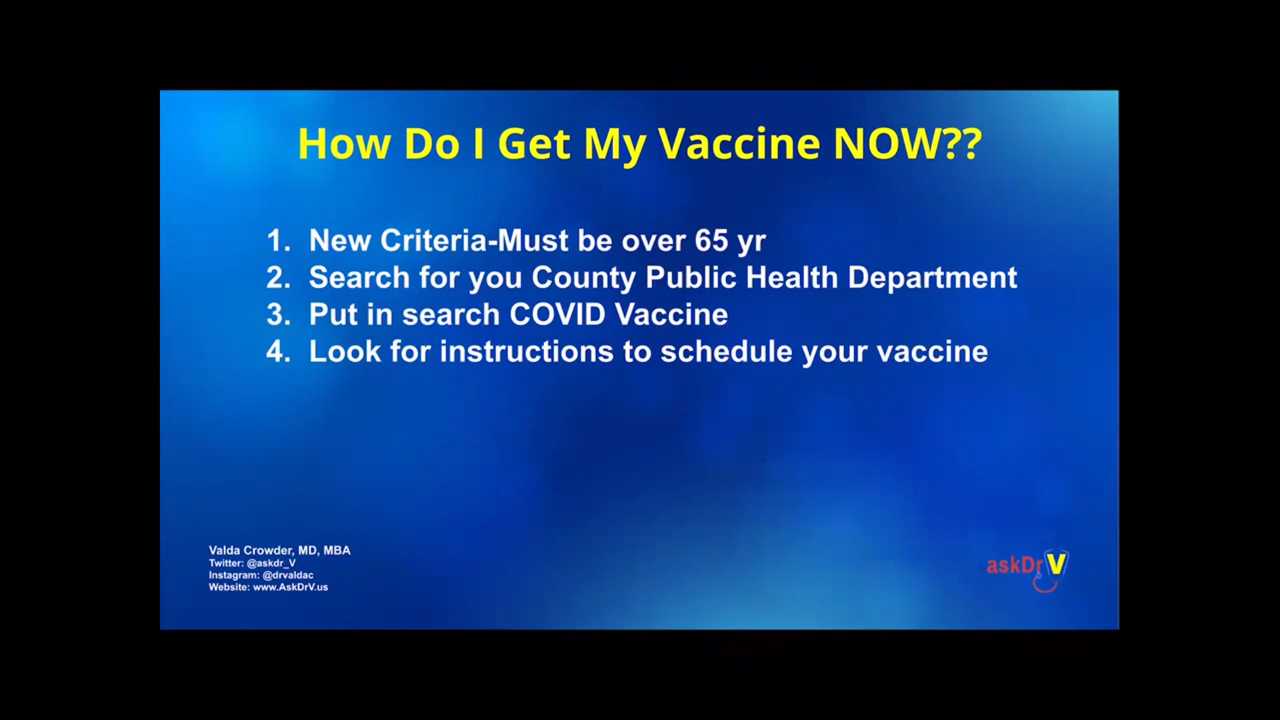 How Do I Get My Vaccine NOW??
1. New Criteria-Must be over 65 yr
2. Search for you County Public Health Department
3. Put in search COVID Vaccine
4. Look for instructions to schedule your vaccine
Valda Crowder, MD, MBA
Twitter: @askdr_V
Instagram: @drvaldac
Website: www.AskDrV.us
askDrV